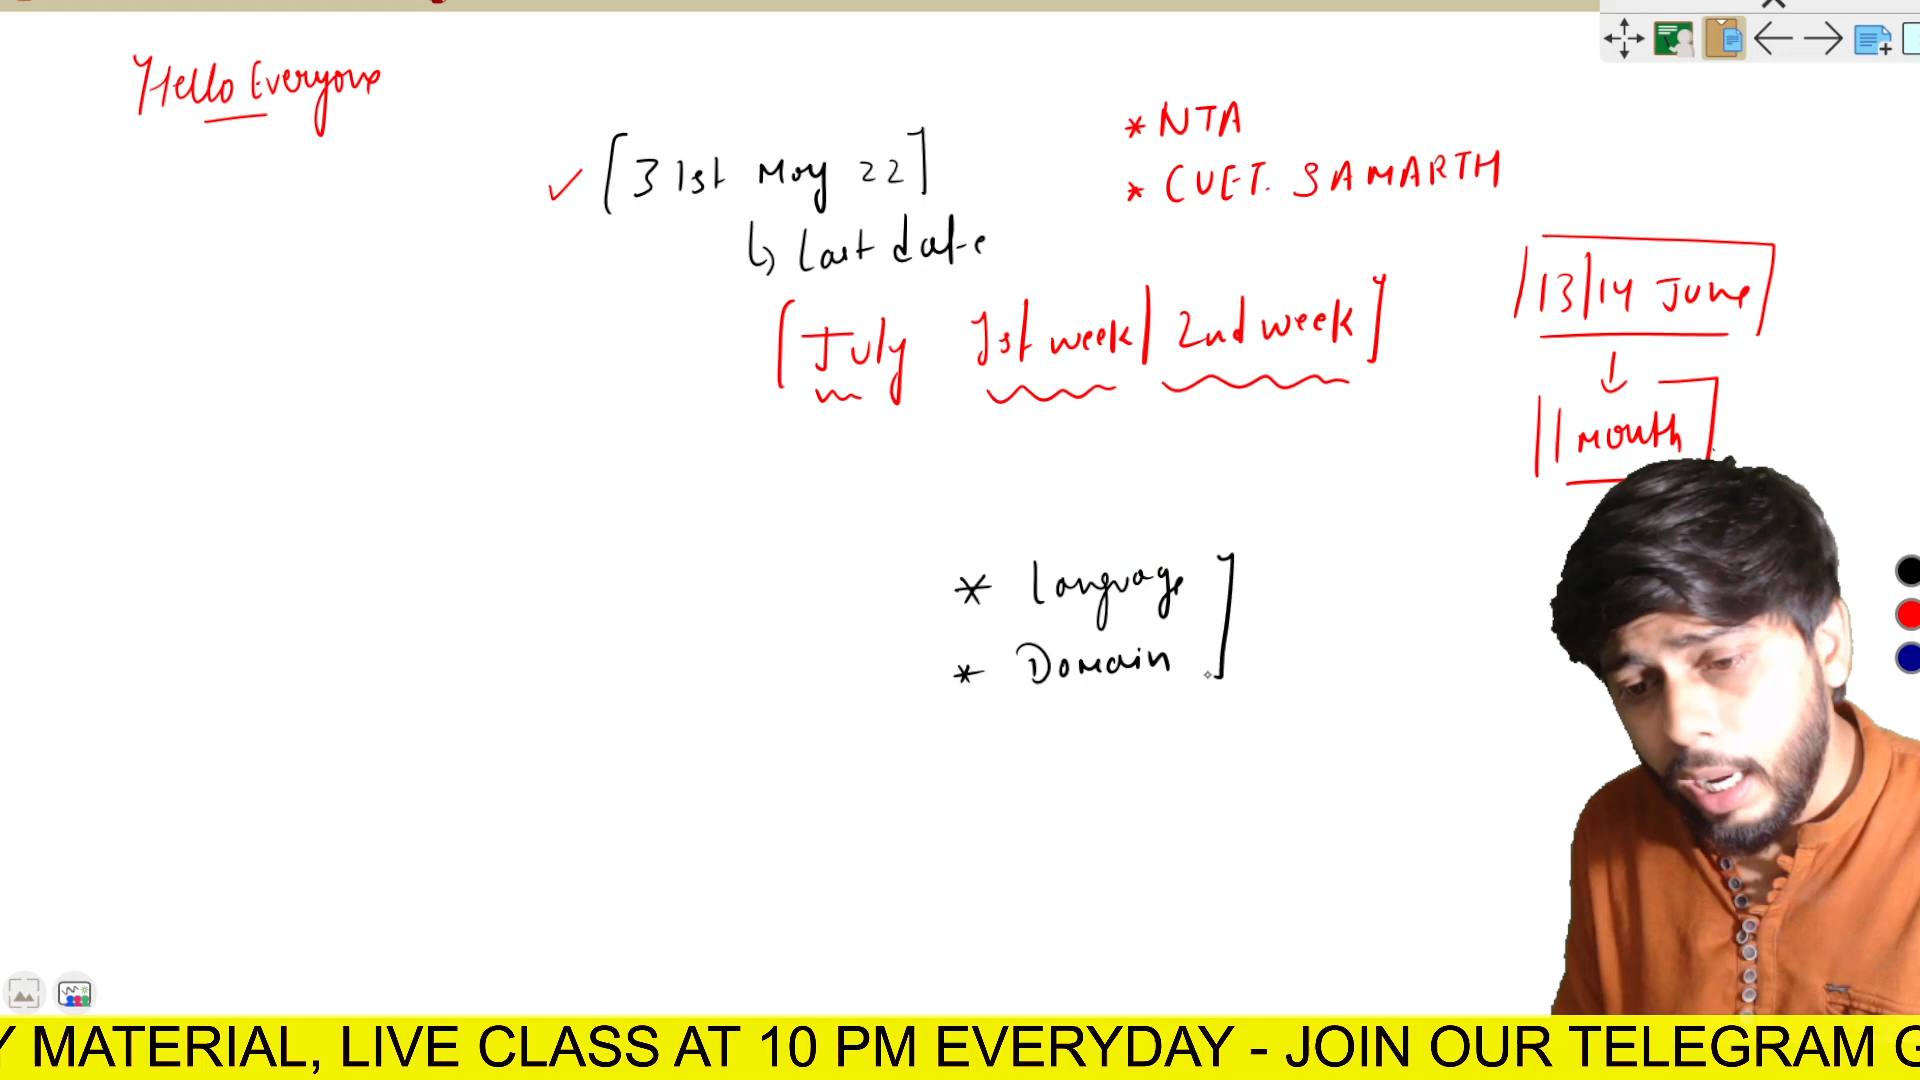 Hello Everyone
* NTA
✓ [31st May 22]
* CUET. SAMARTH
↳ Last date
13/14 June
[July 1st week/ 2nd week]
↓
1 month
* Language
* Domain
Y MATERIAL, LIVE CLASS AT 10 PM EVERYDAY - JOIN OUR TELEGRAM G